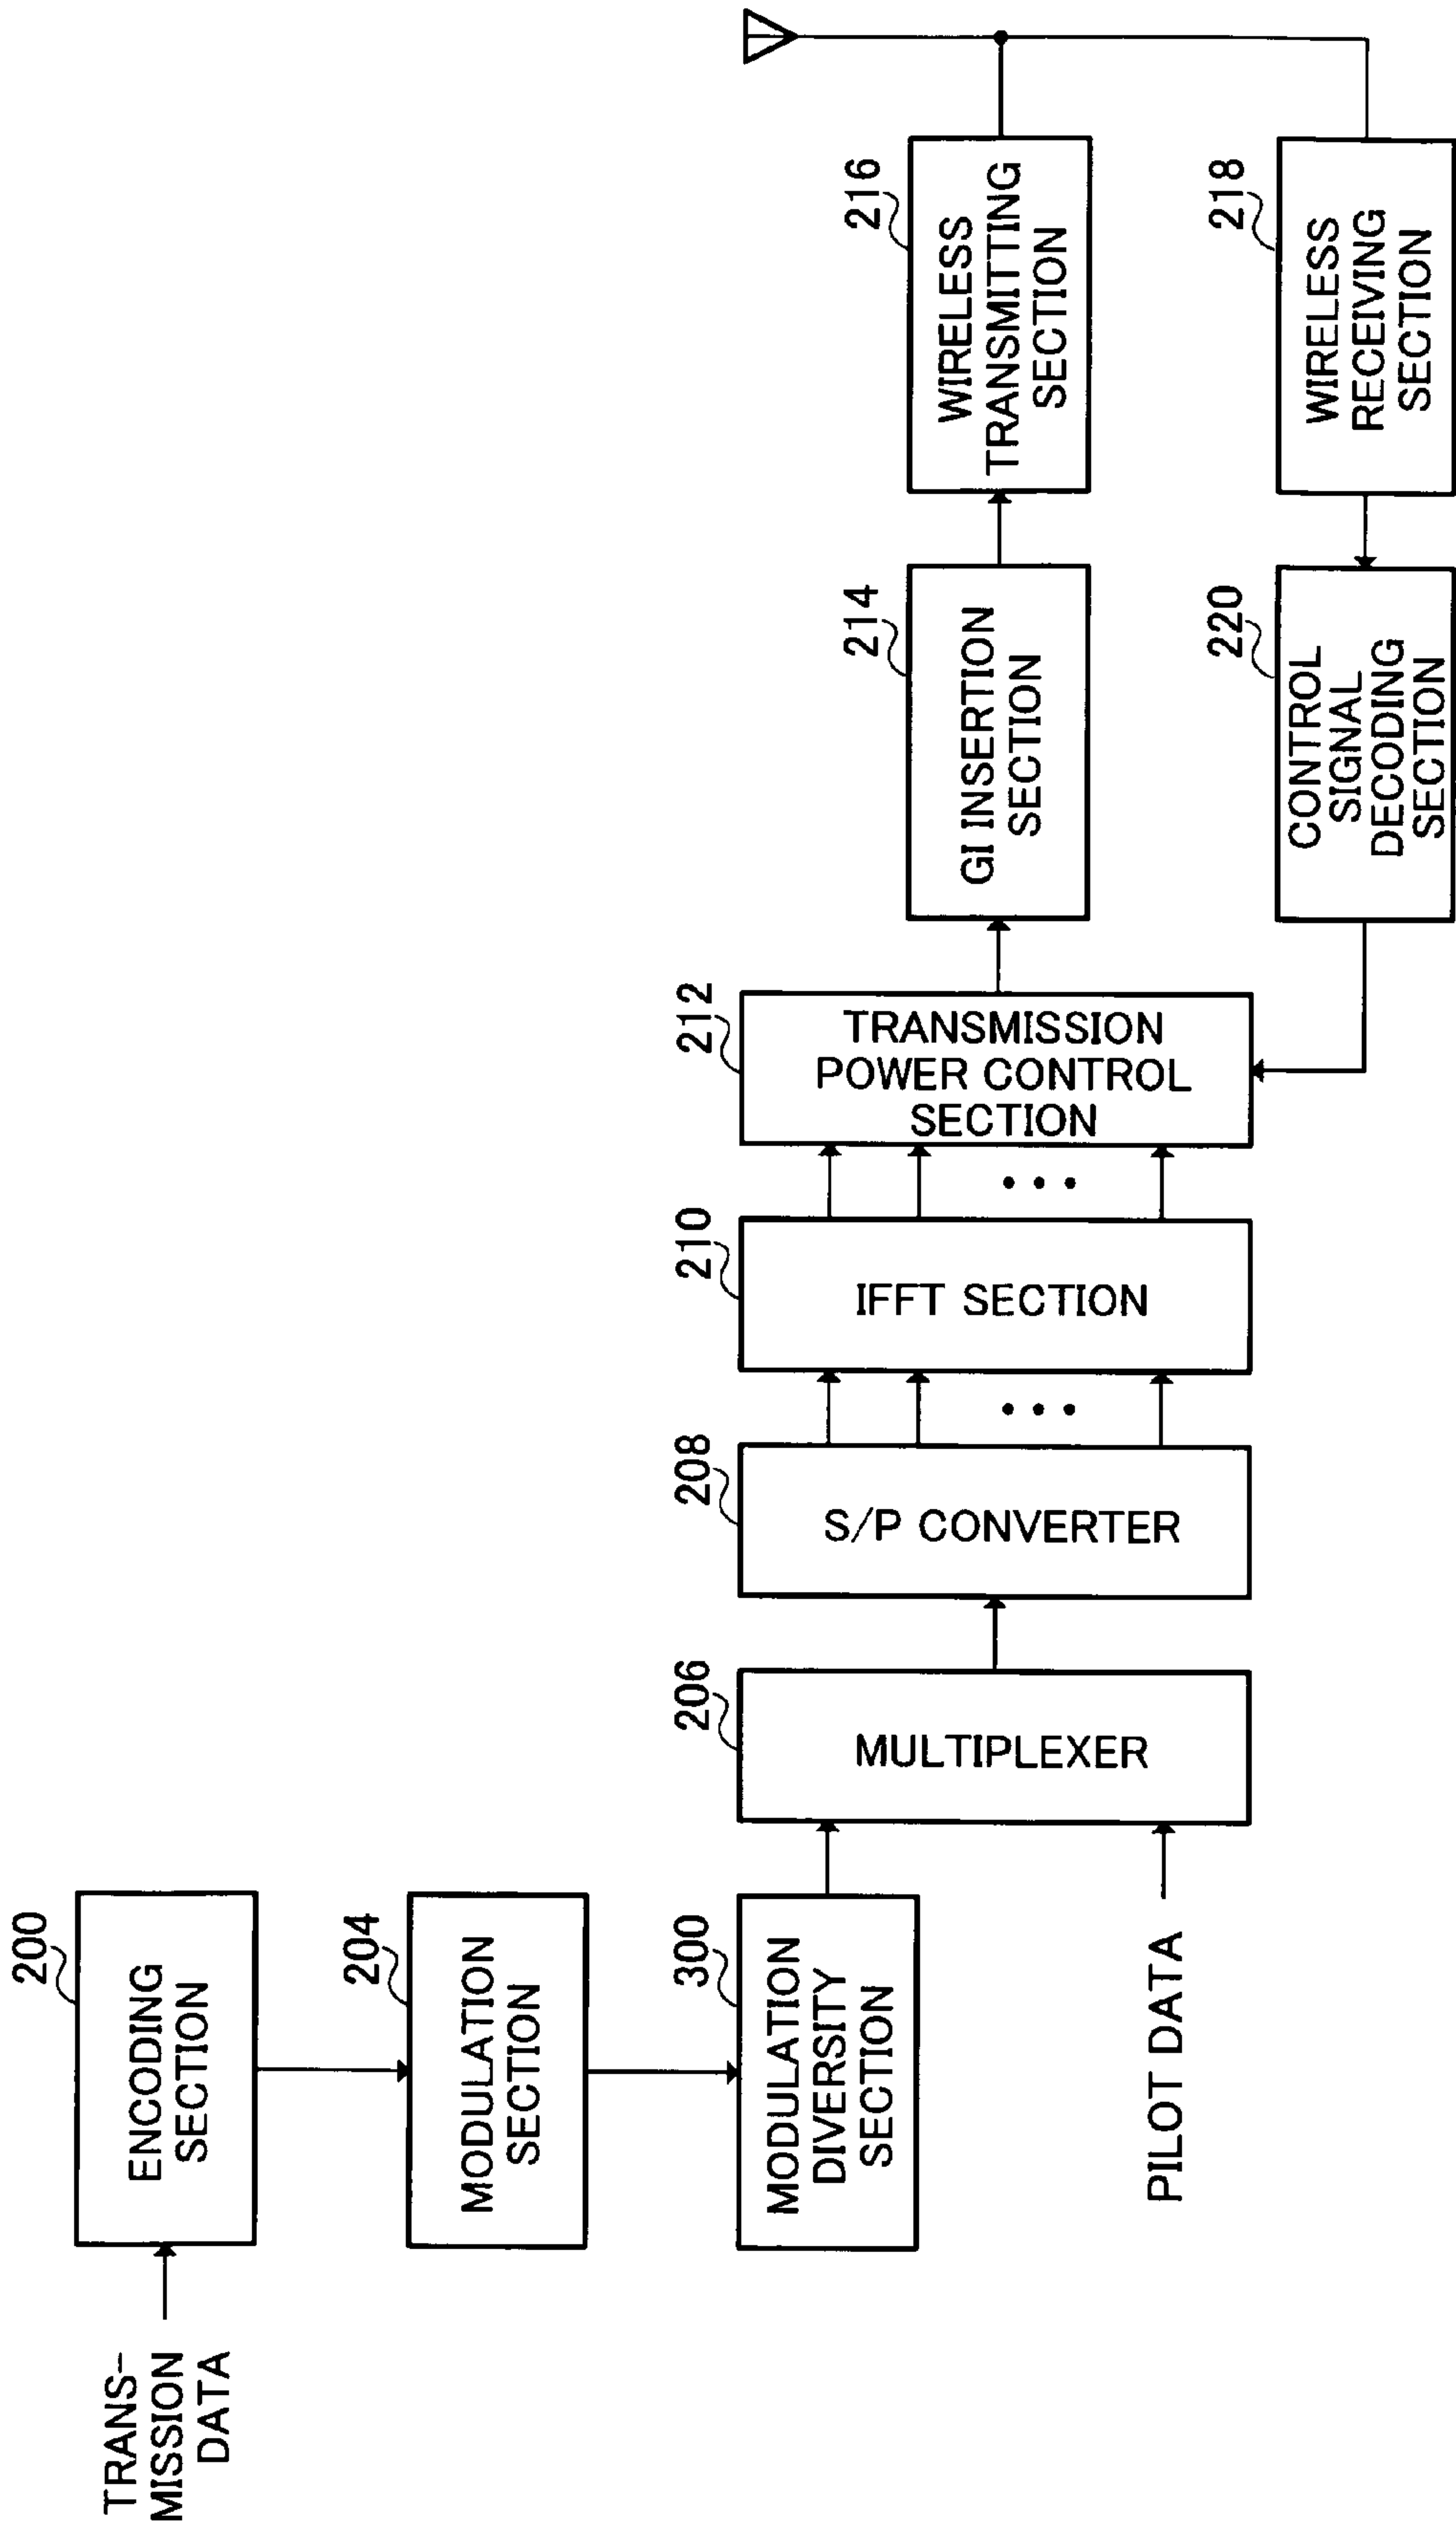 TRANS-
MISSION
DATA
200
ENCODING
SECTION
204
MODULATION
SECTION
300
MODULATION
DIVERSITY
SECTION
PILOT DATA
206
MULTIPLEXER
208
S/P CONVERTER
210
IFFT SECTION
212
TRANSMISSION
POWER CONTROL
SECTION
214
GI INSERTION
SECTION
216
WIRELESS
TRANSMITTING
SECTION
220
CONTROL
SIGNAL
DECODING
SECTION
218
WIRELESS
RECEIVING
SECTION